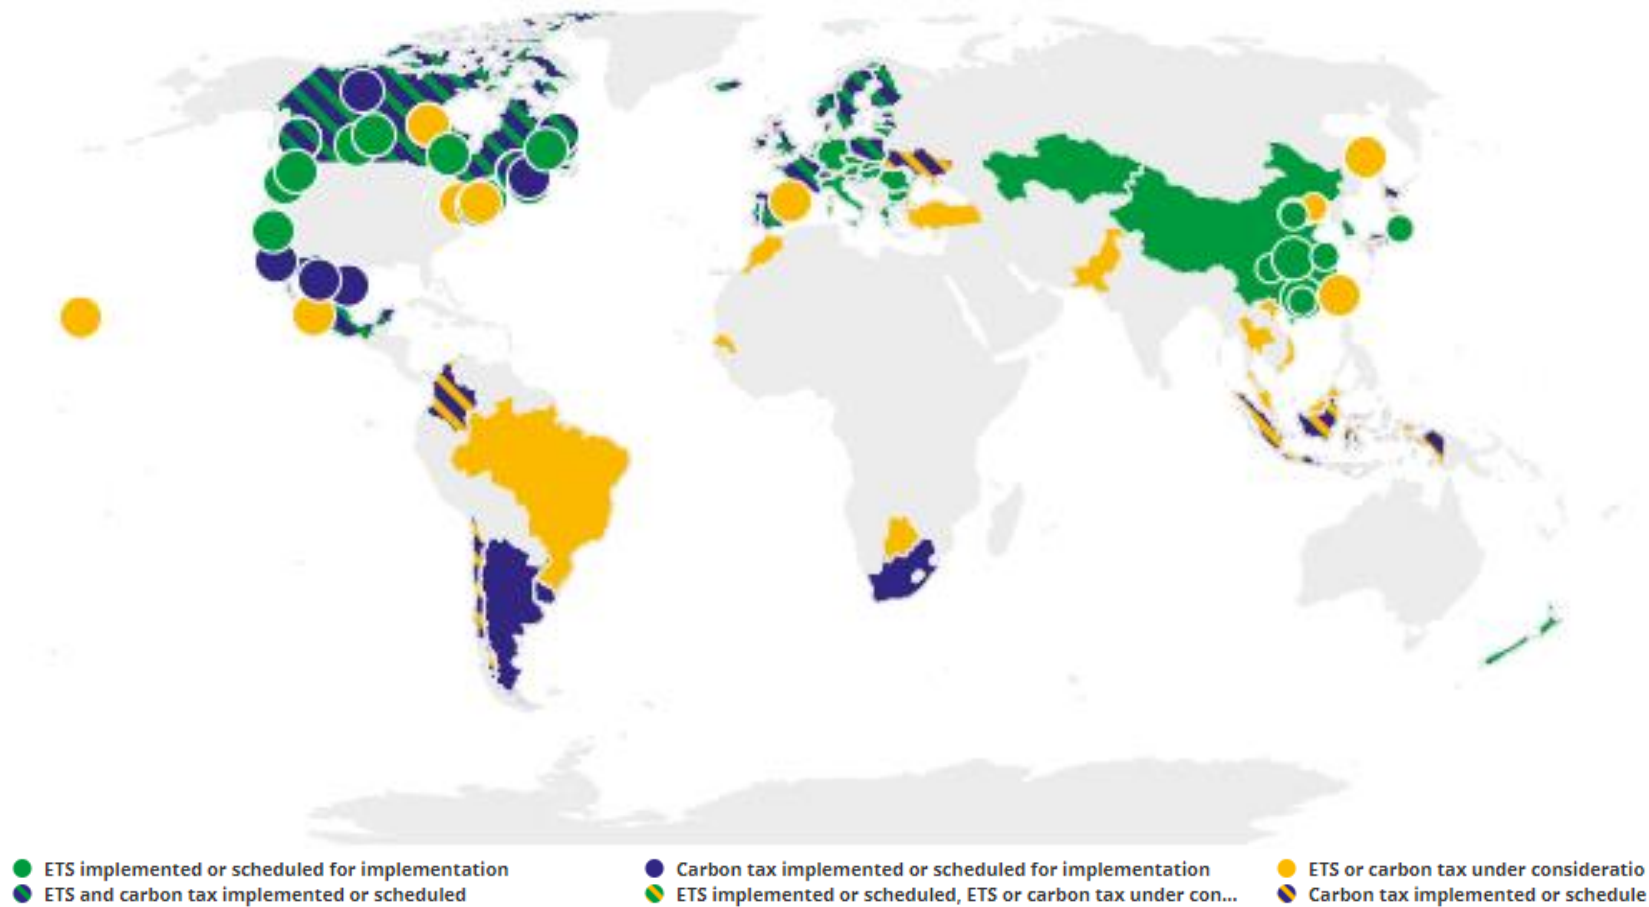 ETS implemented or scheduled for implementation
Carbon tax implemented or scheduled for implementation
ETS or carbon tax under consideratio
ETS and carbon tax implemented or scheduled
ETS implemented or scheduled, ETS or carbon tax under con...
Carbon tax implemented or schedule